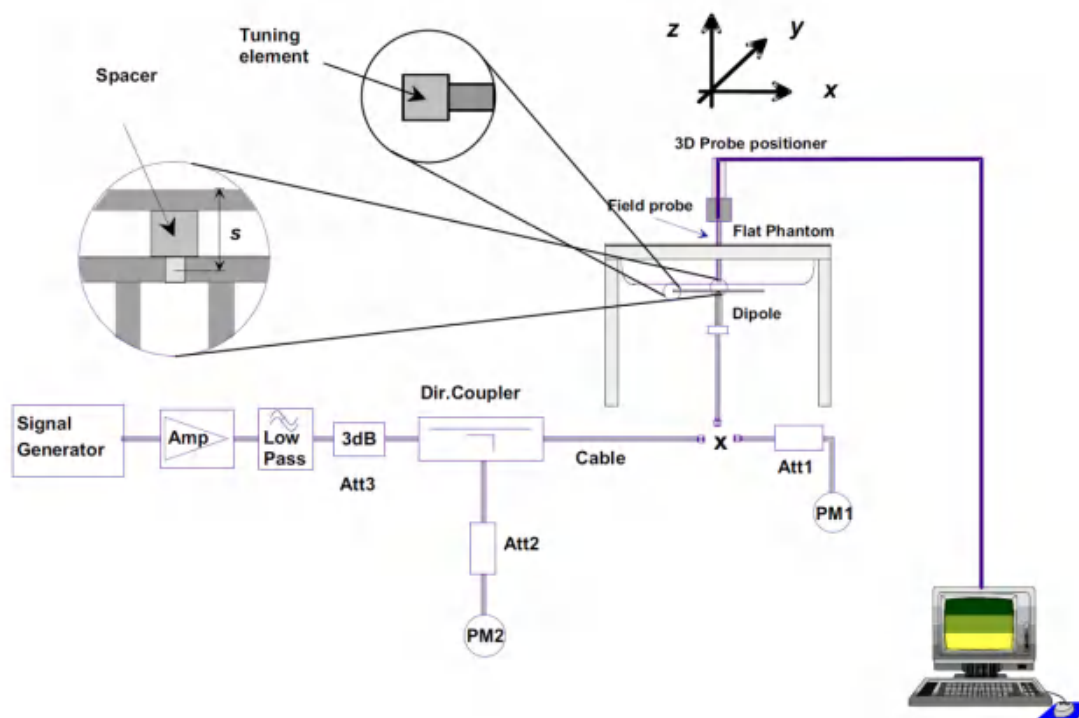 Tuning
element
z
y
x
Spacer
3D Probe positioner
s
Field probe
Flat Phantom
Dipole
Dir.Coupler
Signal
Generator
Amp
Low
Pass
3dB
Att3
Cable
x
Att1
PM1
Att2
PM2